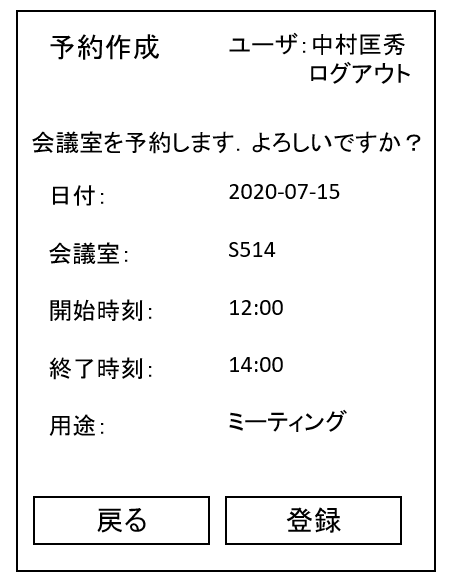 予約作成
ユーザ:中村匡秀
ログアウト
会議室を予約します．よろしいですか？
日付: 2020-07-15
会議室: S514
開始時刻: 12:00
終了時刻: 14:00
用途: ミーティング
戻る 登録